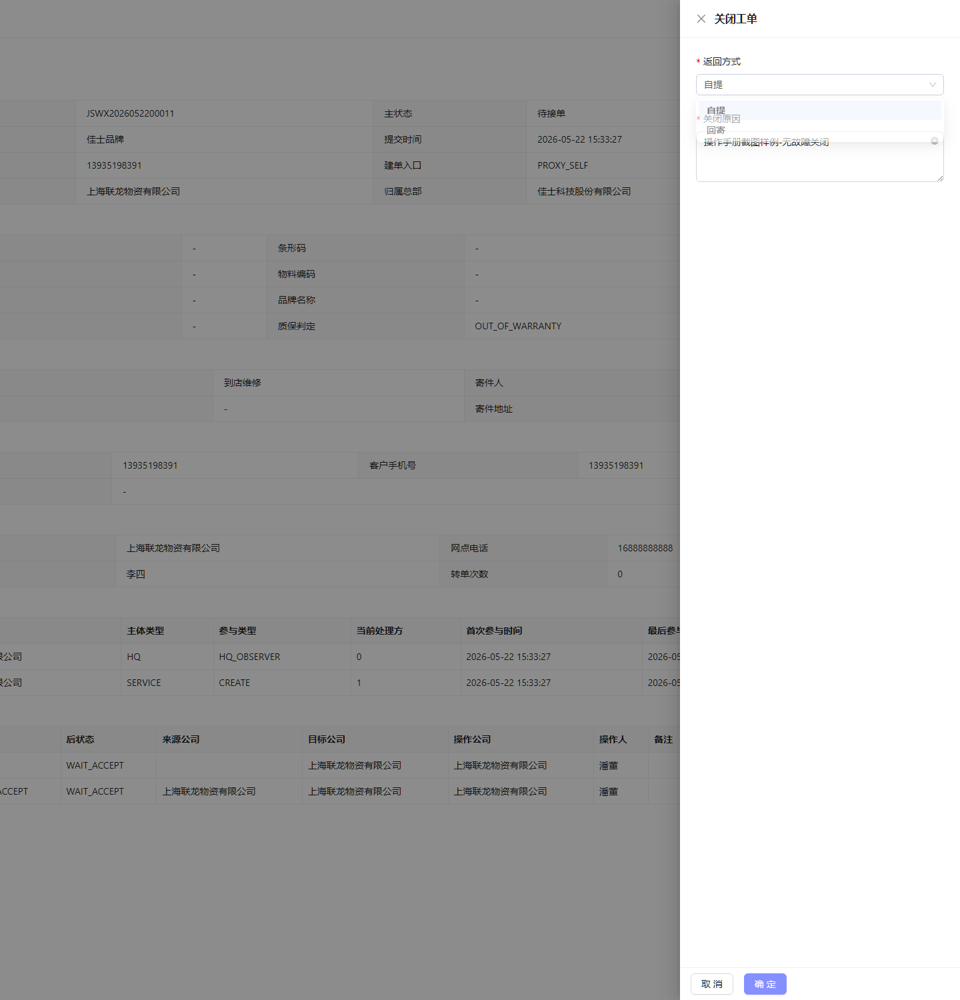 关闭工单
* 返回方式
自提
自提
* 关闭原因
回寄
操作手册截图样例-无故障关闭
JSWX2026052200011 主状态 待接单
佳士品牌 提交时间 2026-05-22 15:33:27
13935198391 建单入口 PROXY_SELF
上海联龙物资有限公司 归属总部 佳士科技股份有限公司
- 条形码 -
- 物料编码 -
- 品牌名称 -
- 质保判定 OUT_OF_WARRANTY
到店维修 寄件人
- 寄件地址
13935198391 客户手机号 13935198391
-
上海联龙物资有限公司 网点电话 16888888888
李四 转单次数 0
主体类型 参与类型 当前处理方 首次参与时间 最后参与
公司 HQ HQ_OBSERVER 0 2026-05-22 15:33:27 2026-05
公司 SERVICE CREATE 1 2026-05-22 15:33:27 2026-05
后状态 来源公司 目标公司 操作公司 操作人 备注
WAIT_ACCEPT 上海联龙物资有限公司 上海联龙物资有限公司 潘董
ACCEPT WAIT_ACCEPT 上海联龙物资有限公司 上海联龙物资有限公司 上海联龙物资有限公司 潘董
取 消 确 定